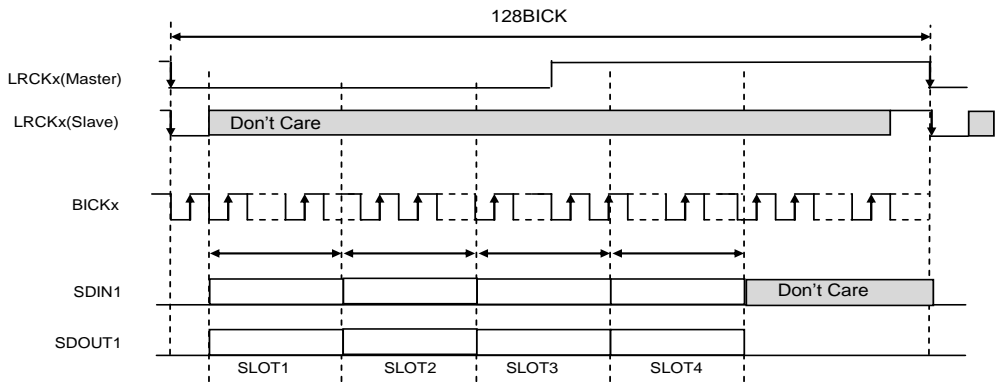 128BICK
LRCKx(Master)
LRCKx(Slave)
Don't Care
BICKx
SDIN1
Don't Care
SDOUT1
SLOT1 SLOT2 SLOT3 SLOT4